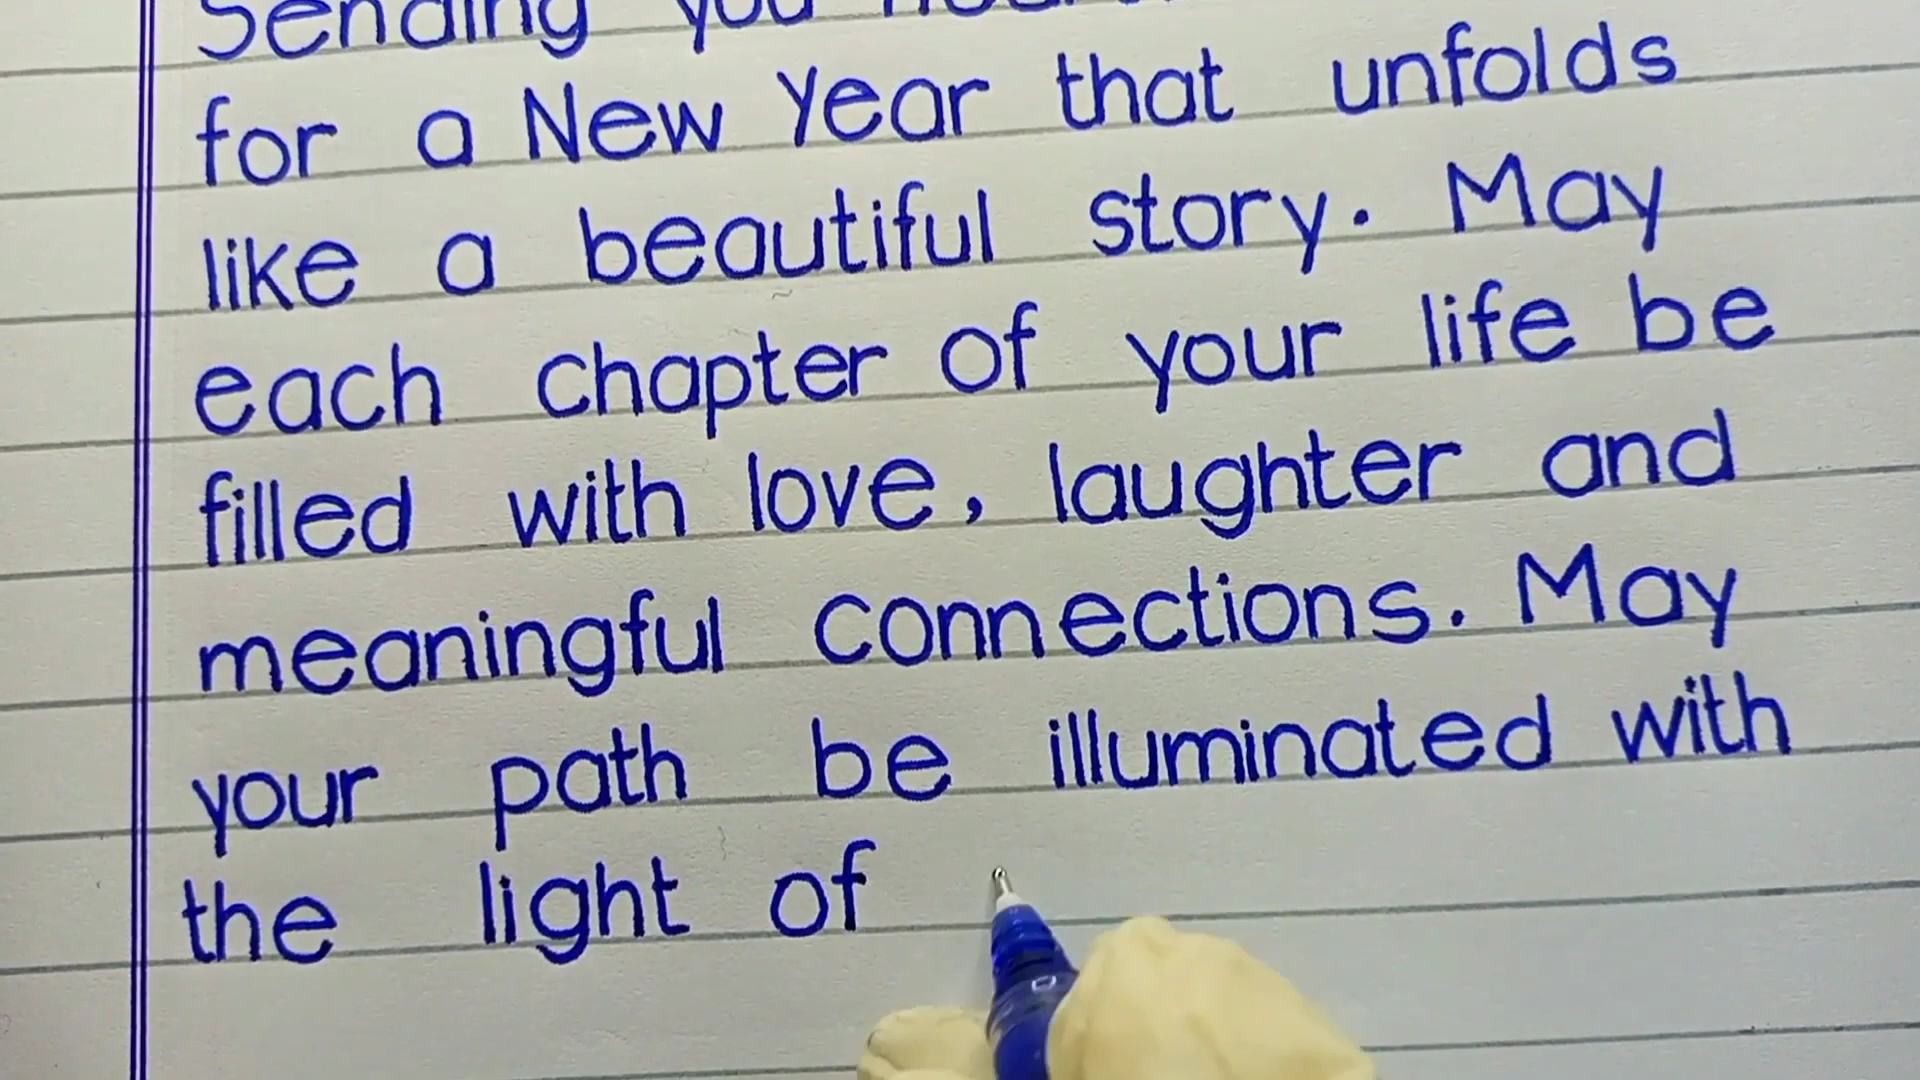 Sending you
for a New Year that unfolds
like a beautiful story. May
each chapter of your life be
filled with love, laughter and
meaningful connections. May
your path be illuminated with
the light of